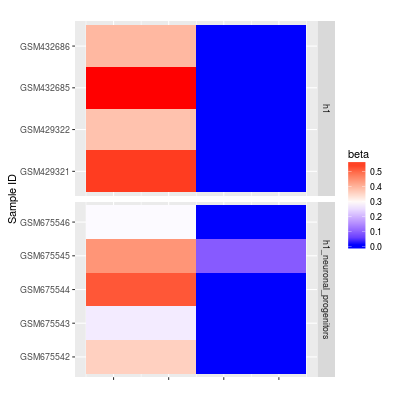 GSM432686
GSM432685
GSM429322
GSM429321
h1
GSM675546
GSM675545
GSM675544
GSM675543
GSM675542
h1_neuronal_progenitors
Sample ID
beta
0.5
0.4
0.3
0.2
0.1
0.0